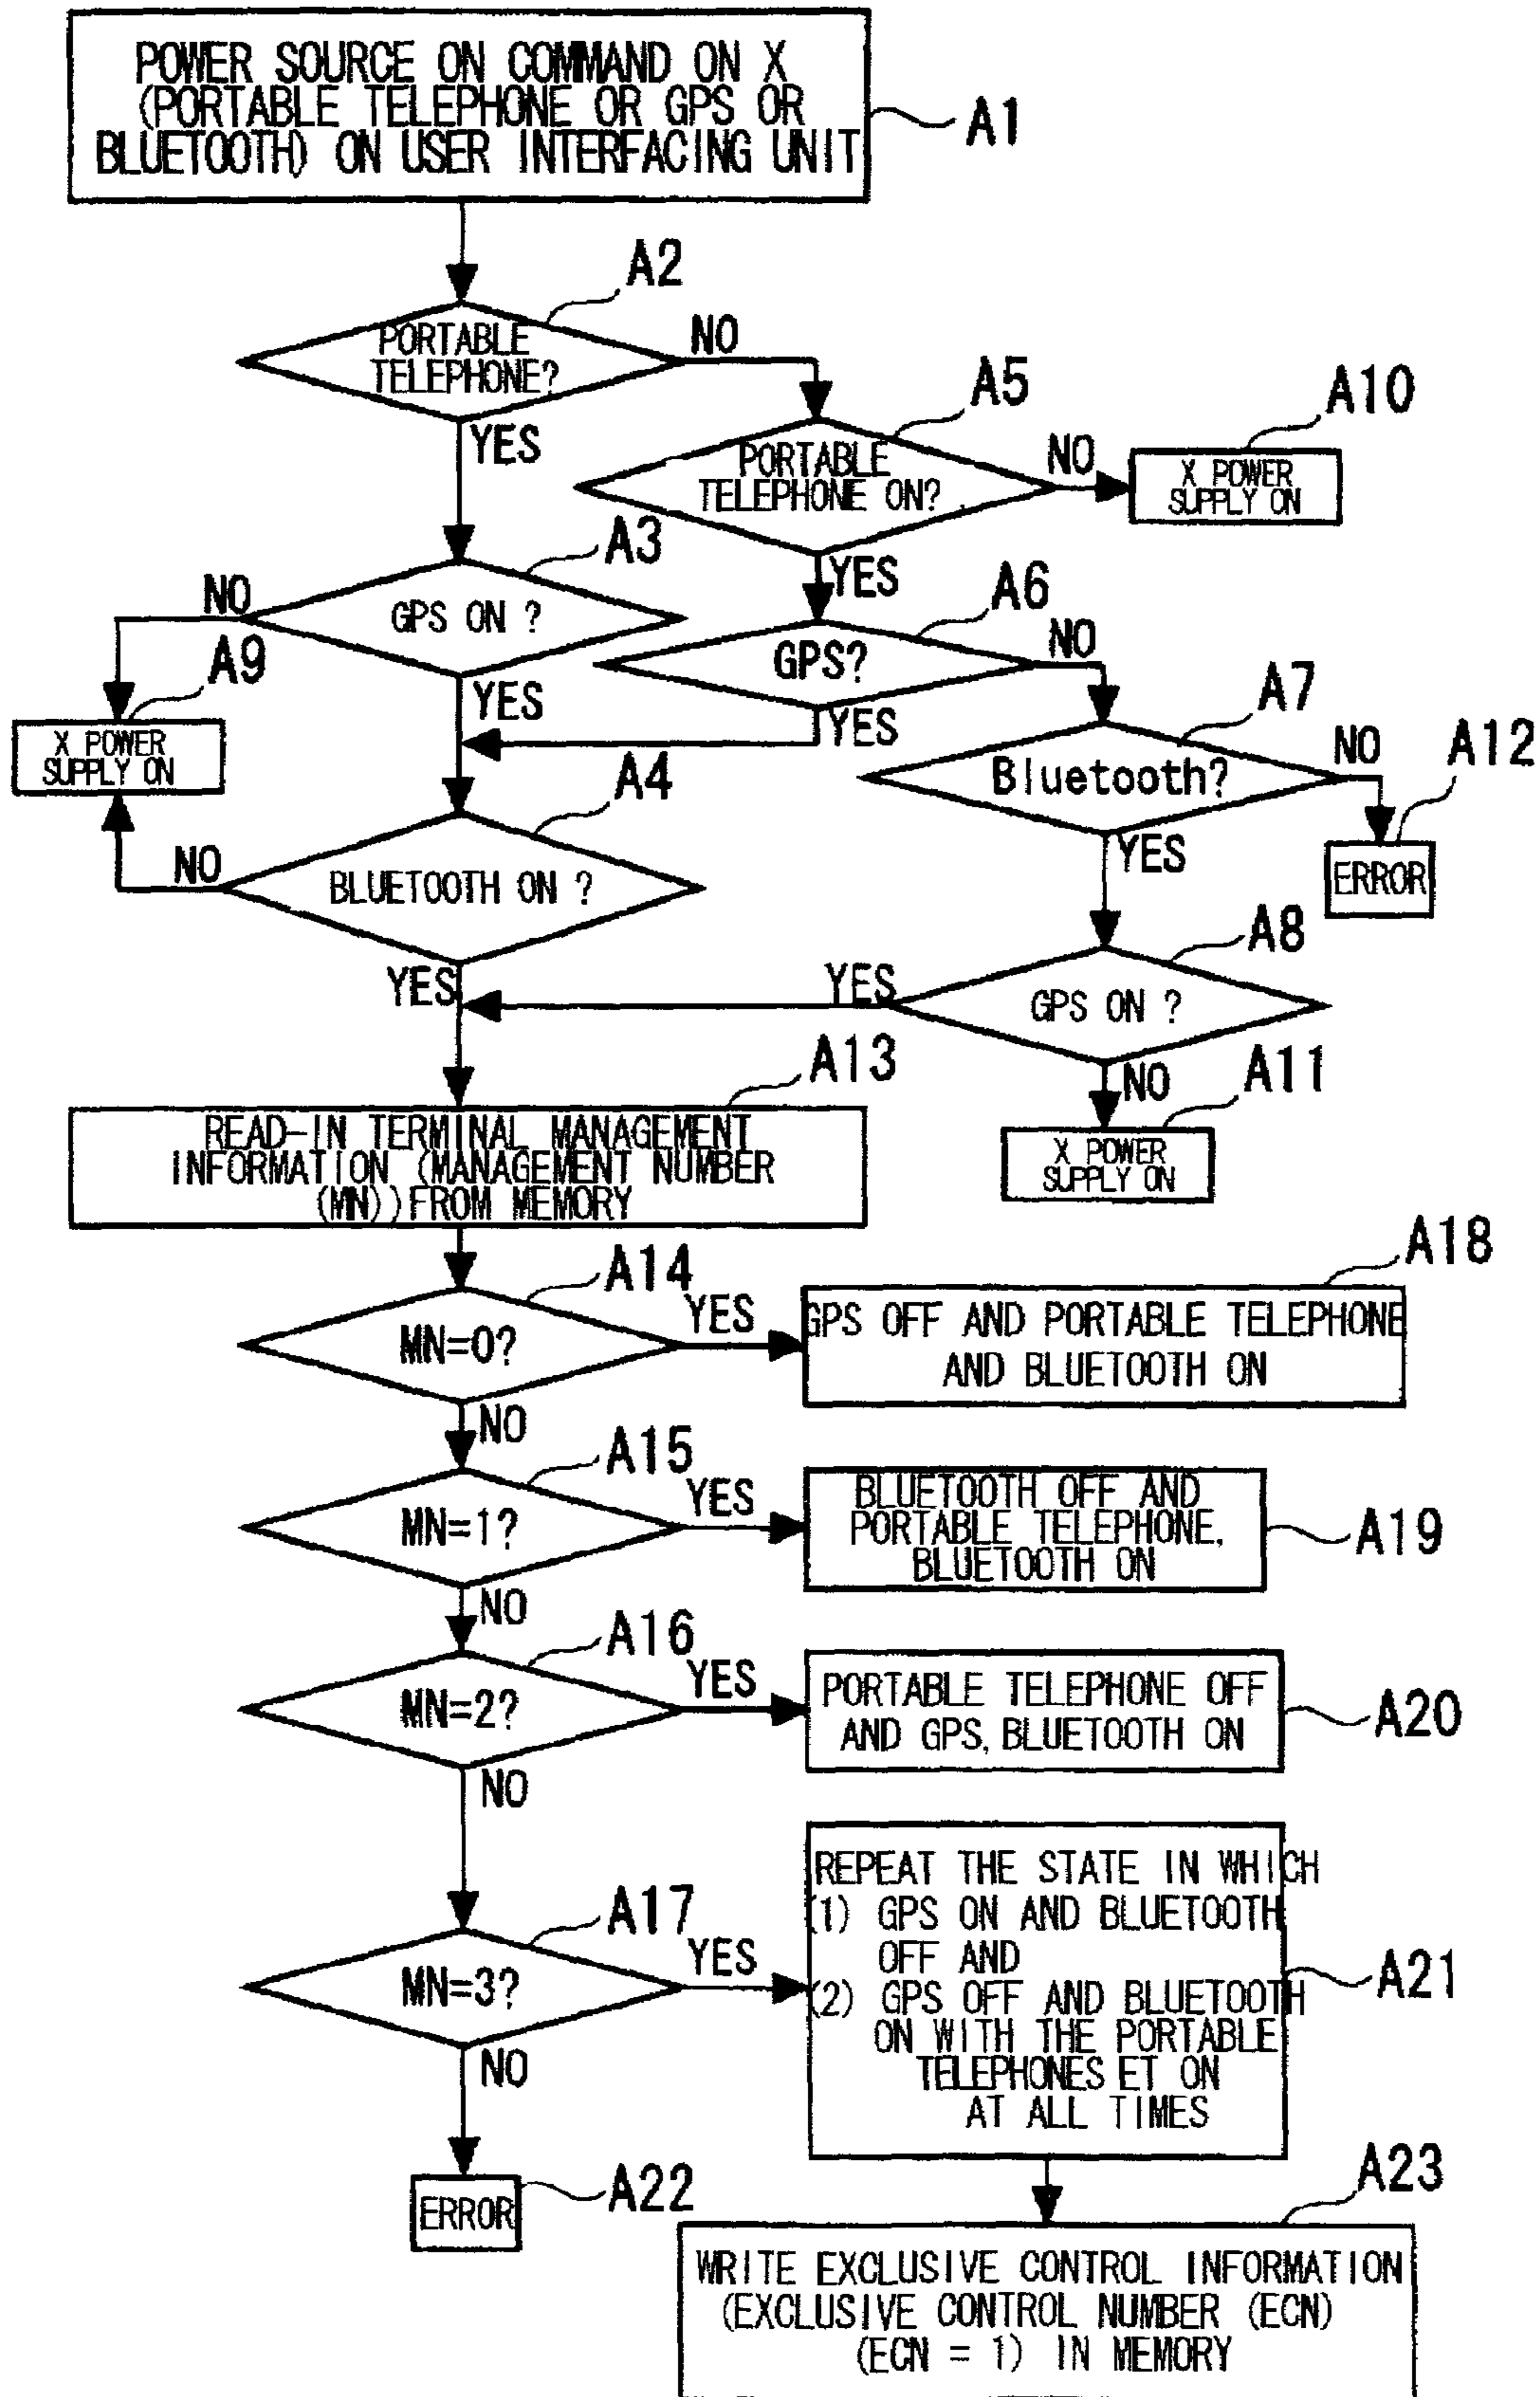 POWER SOURCE ON COMMAND ON X
(PORTABLE TELEPHONE OR GPS OR
BLUETOOTH) ON USER INTERFACING UNIT
A1
A2
PORTABLE
TELEPHONE?
NO
YES
A5
PORTABLE
TELEPHONE ON?
NO
YES
A10
X POWER
SUPPLY ON
A3
GPS ON ?
NO
YES
A6
GPS?
NO
YES
A9
X POWER
SUPPLY ON
A7
Bluetooth?
NO
YES
A12
ERROR
A4
BLUETOOTH ON ?
NO
YES
A8
GPS ON ?
YES
NO
A11
X POWER
SUPPLY ON
A13
READ-IN TERMINAL MANAGEMENT
INFORMATION (MANAGEMENT NUMBER
(MN)) FROM MEMORY
A14
MN=0?
YES
NO
A18
GPS OFF AND PORTABLE TELEPHONE
AND BLUETOOTH ON
A15
MN=1?
YES
NO
BLUETOOTH OFF AND
PORTABLE TELEPHONE,
BLUETOOTH ON
A19
A16
MN=2?
YES
NO
PORTABLE TELEPHONE OFF
AND GPS, BLUETOOTH ON
A20
A17
MN=3?
YES
NO
REPEAT THE STATE IN WHICH
(1) GPS ON AND BLUETOOTH
OFF AND
(2) GPS OFF AND BLUETOOTH
ON WITH THE PORTABLE
TELEPHONES ET ON
AT ALL TIMES
A21
ERROR
A22
A23
WRITE EXCLUSIVE CONTROL INFORMATION
(EXCLUSIVE CONTROL NUMBER (ECN)
(ECN = 1) IN MEMORY